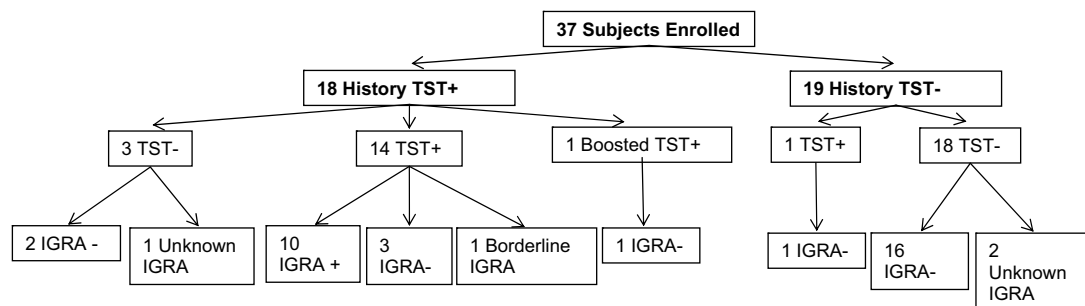 37 Subjects Enrolled
18 History TST+
19 History TST-
3 TST-
14 TST+
1 Boosted TST+
1 TST+
18 TST-
2 IGRA -
1 Unknown
IGRA
10
IGRA +
3
IGRA-
1 Borderline
IGRA
1 IGRA-
1 IGRA-
16
IGRA-
2
Unknown
IGRA